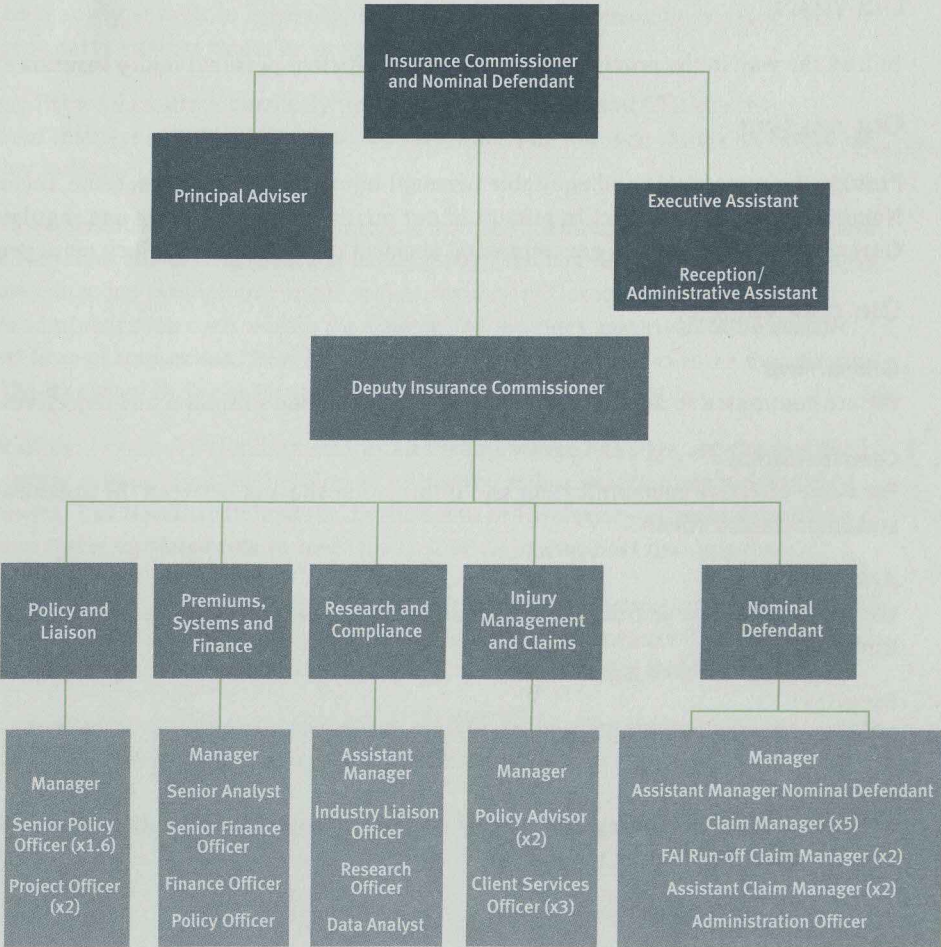 Insurance Commissioner
and Nominal Defendant
Principal Adviser
Executive Assistant
Reception/
Administrative Assistant
Deputy Insurance Commissioner
Policy and
Liaison
Premiums,
Systems and
Finance
Research and
Compliance
Injury
Management
and Claims
Nominal
Defendant
Manager
Senior Policy
Officer (x1.6)
Project Officer
(x2)
Manager
Senior Analyst
Senior Finance
Officer
Finance Officer
Policy Officer
Assistant
Manager
Industry Liaison
Officer
Research
Officer
Data Analyst
Manager
Policy Advisor
(x2)
Client Services
Officer (x3)
Manager
Assistant Manager Nominal Defendant
Claim Manager (x5)
FAI Run-off Claim Manager (x2)
Assistant Claim Manager (x2)
Administration Officer